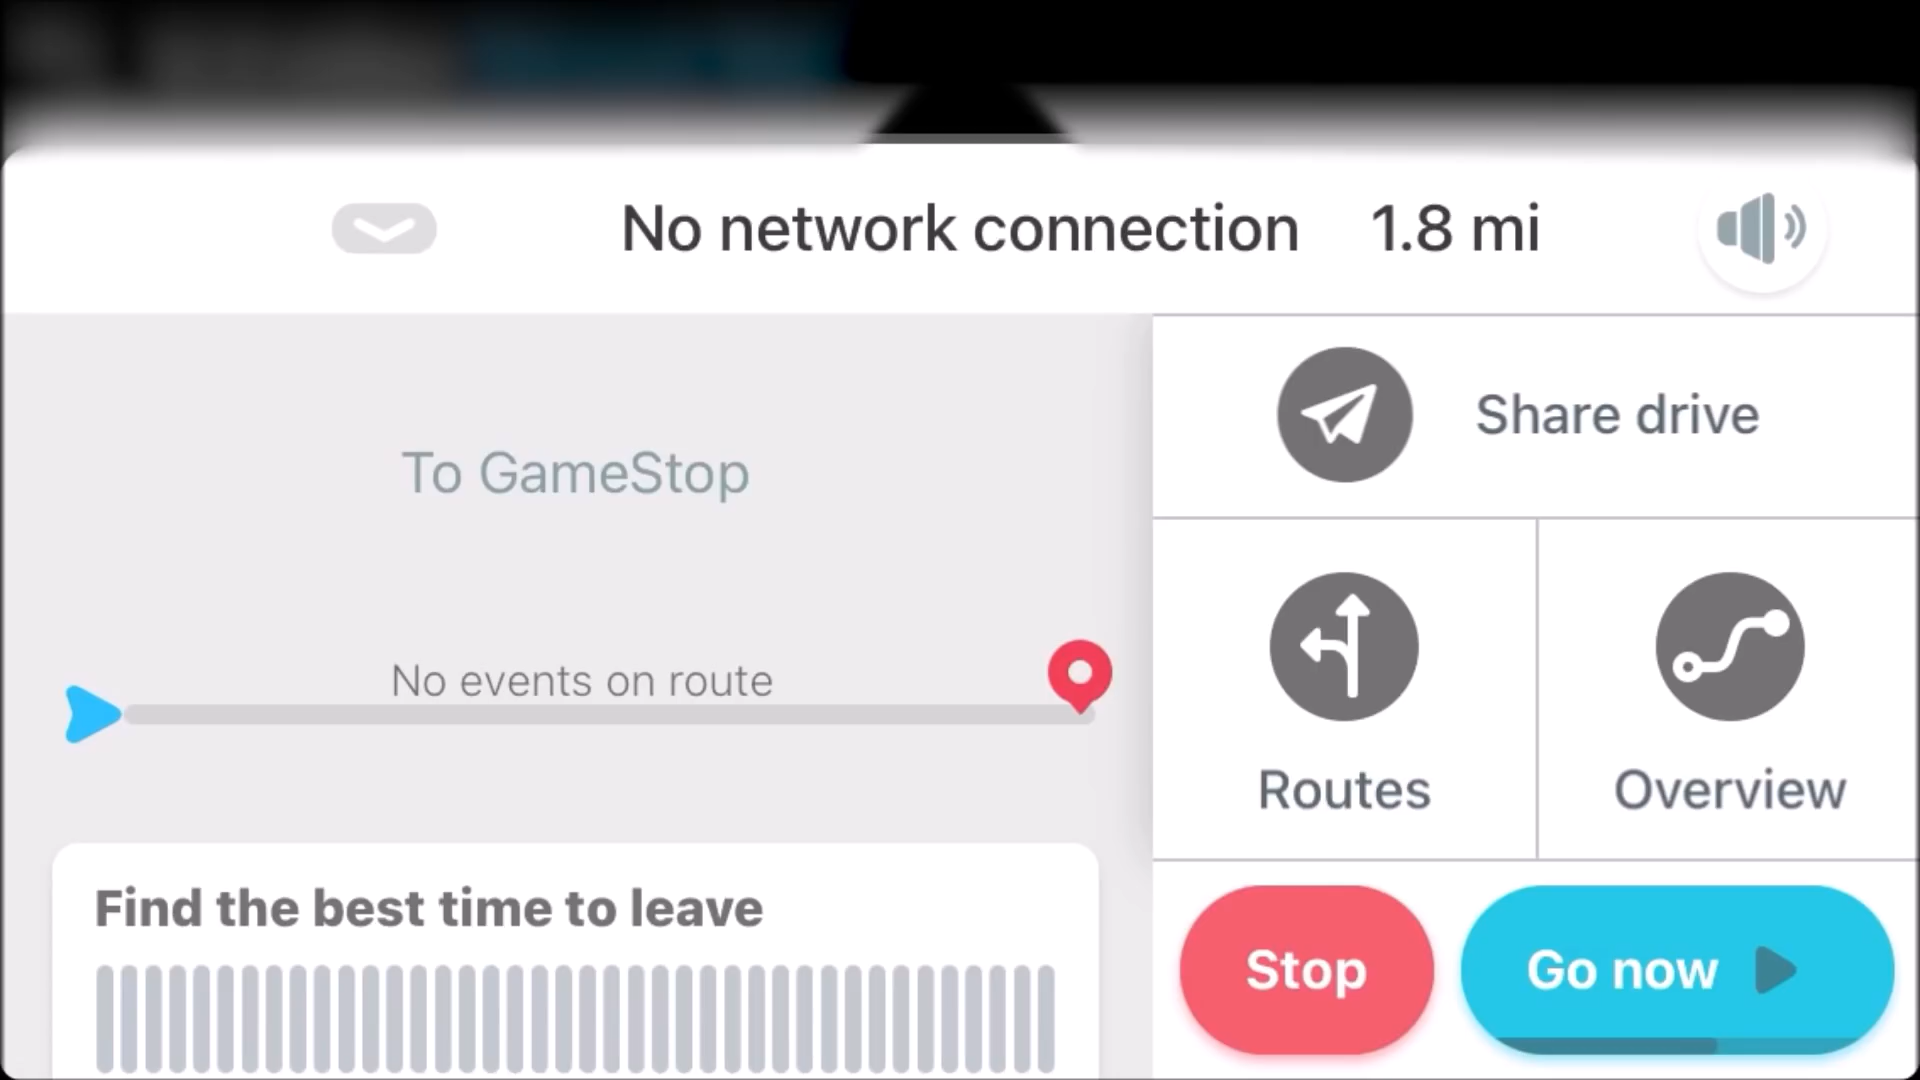 No network connection 1.8 mi
To GameStop
No events on route
Find the best time to leave
Share drive
Routes
Overview
Stop
Go now